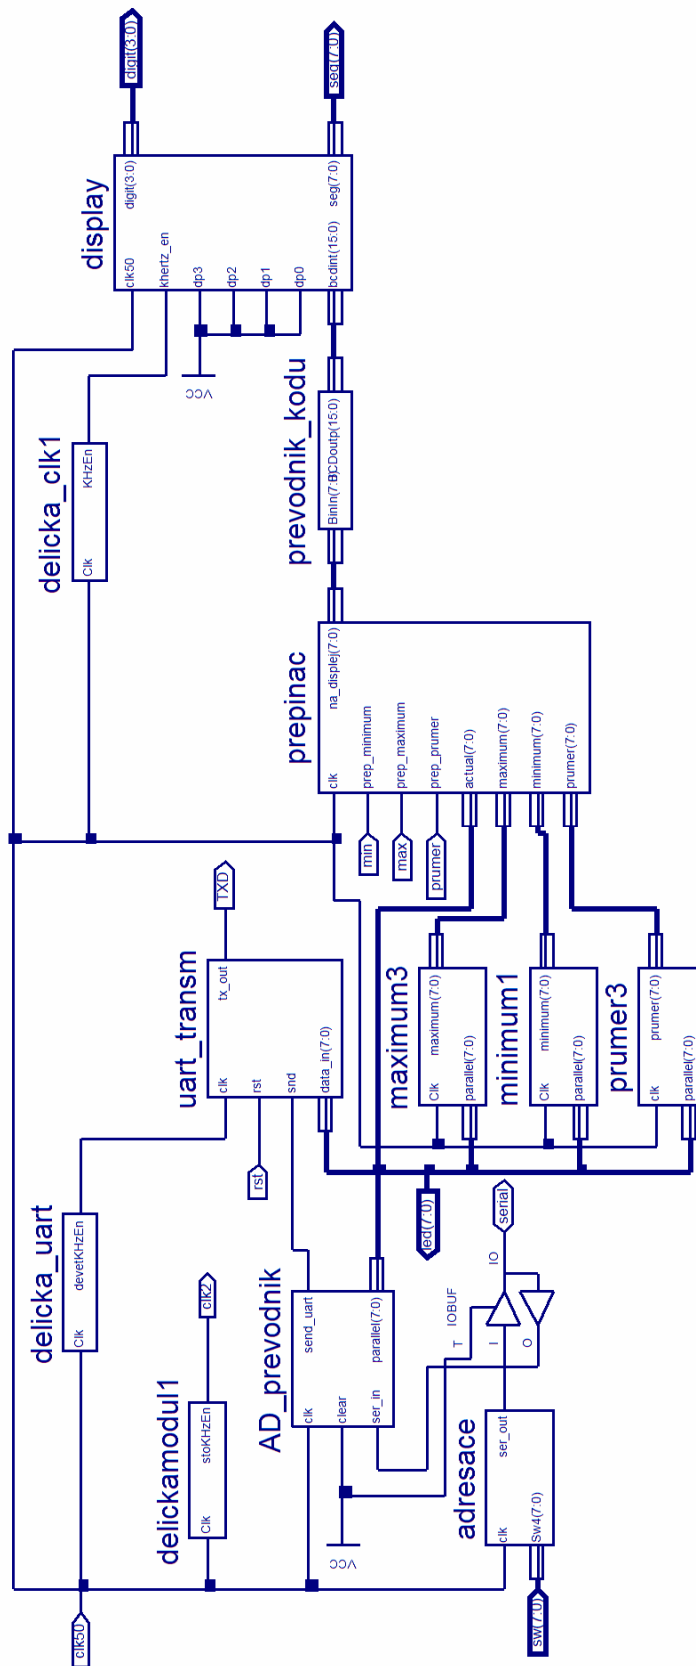 clk50
delicka_uart
Clk
devetKHzEn
delickamodul1
Clk
stoKHzEn
clk2
uart_transm
clk
tx_out
rst
snd
data_in(7:0)
rst
TXD
AD_prevodnik
clk
send_uart
clear
ser_in
parallel(7:0)
VCC
led(7:0)
adresace
clk
ser_out
Sw4(7:0)
sw(7:0)
T
IOBUF
I
IO
O
serial
maximum3
Clk
maximum(7:0)
parallel(7:0)
minimum1
Clk
minimum(7:0)
parallel(7:0)
prumer3
clk
prumer(7:0)
parallel(7:0)
delicka_clk1
Clk
KHzEn
prepinac
clk
na_displej(7:0)
prep_minimum
prep_maximum
prep_prumer
actual(7:0)
maximum(7:0)
minimum(7:0)
prumer(7:0)
min
max
prumer
prevodnik_kodu
BinIn(7:0)
BCDoutp(15:0)
display
clk50
digit(3:0)
khertz_en
dp3
dp2
dp1
dp0
bcdint(15:0)
seg(7:0)
VCC
digit(3:0)
seg(7:0)